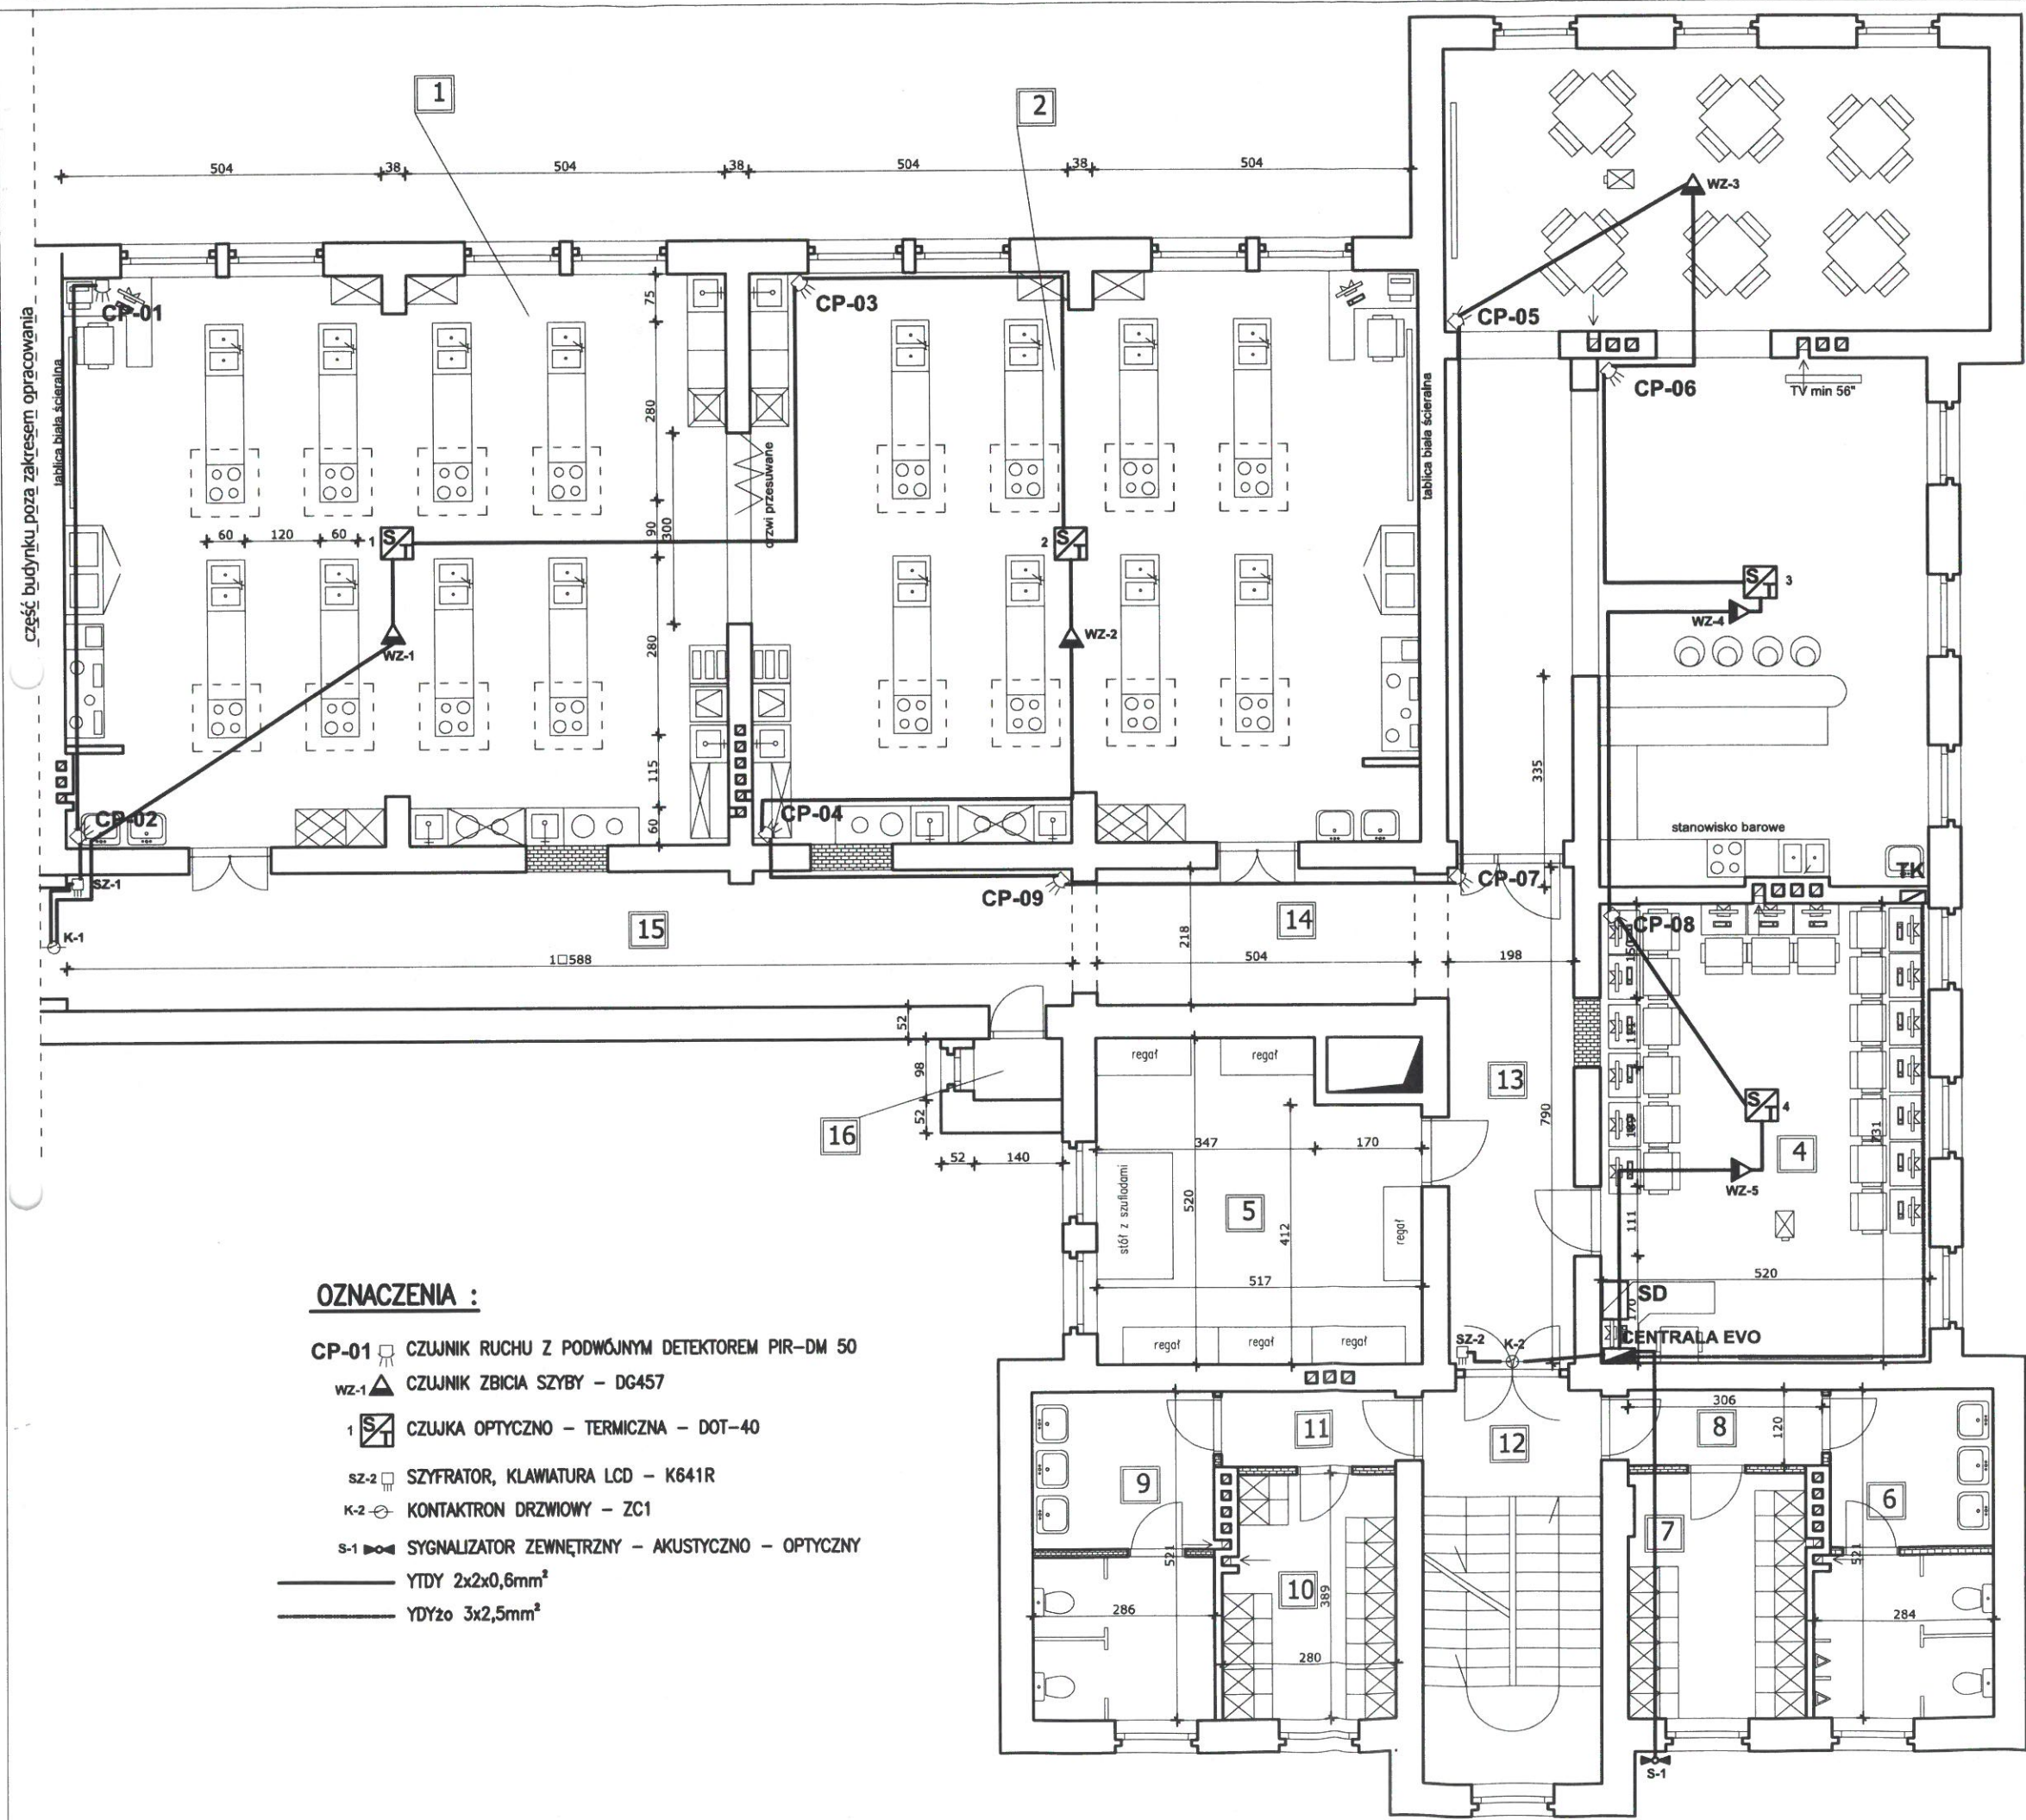 1
2
504
38
504
38
504
38
504
WZ-3
część budynku poza zakresem opracowania
tablica biała ścieralna
CP-01
75
CP-03
CP-05
tablica biała ścieralna
CP-06
TV min 56"
280
drzwi przesuwane
60
120
60
1
S
T
90
300
2
S
T
S
T
3
WZ-4
WZ-1
WZ-2
280
115
60
335
stanowisko barowe
CP-02
CP-04
TK
SZ-1
CP-09
CP-07
K-1
15
14
CP-08
218
1□588
504
198
52
98
52
16
52
140
regał
regał
13
790
S
T
4
347
170
4
731
WZ-5
stół z szufladami
520
5
412
regał
111
517
520
170
SD
regał
regał
regał
SZ-2
K-2
CENTRALA EVO
OZNACZENIA :
CP-01 CZUJNIK RUCHU Z PODWÓJNYM DETEKTOREM PIR-DM 50
WZ-1 CZUJNIK ZBICIA SZYBY - DG457
1 S T CZUJKA OPTYCZNO - TERMICZNA - DOT-40
SZ-2 SZYFRATOR, KLAWIATURA LCD - K641R
K-2 KONTAKTRON DRZWIOWY - ZC1
S-1 SYGNALIZATOR ZEWNĘTRZNY - AKUSTYCZNO - OPTYCZNY
YTDY 2x2x0,6mm²
YDYżo 3x2,5mm²
306
11
12
8
120
9
6
7
521
521
10
389
286
284
280
S-1